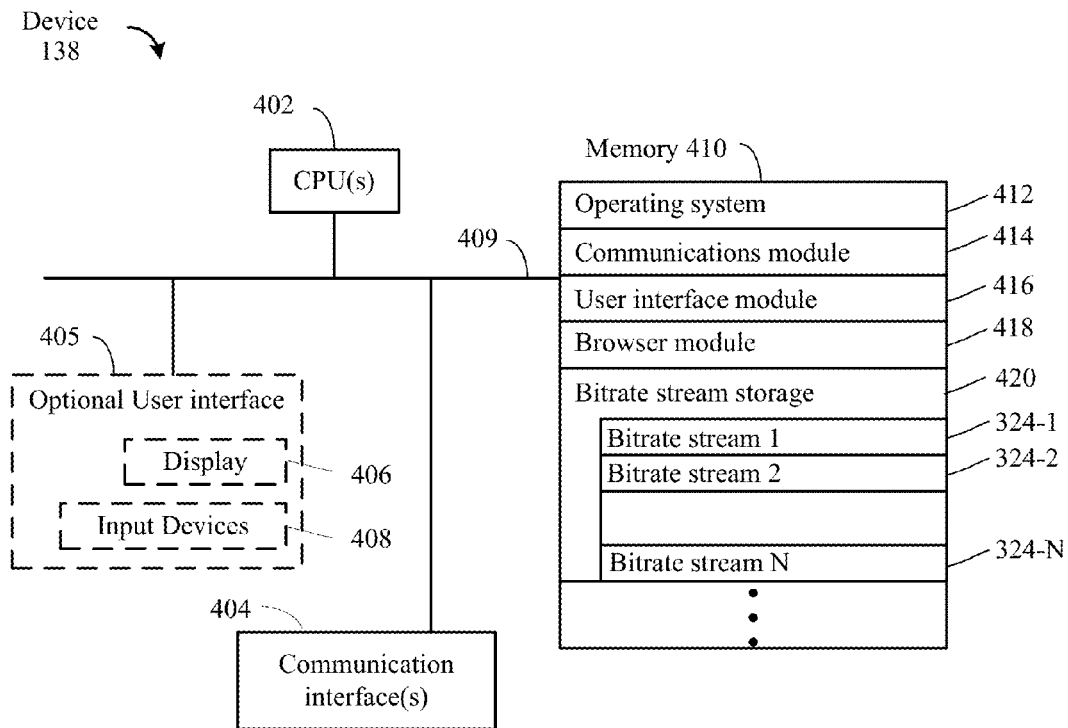 Device
138
402
CPU(s)
409
405
Optional User interface
Display
406
Input Devices
408
404
Communication
interface(s)
Memory 410
Operating system
412
Communications module
414
User interface module
416
Browser module
418
Bitrate stream storage
420
Bitrate stream 1
324-1
Bitrate stream 2
324-2
Bitrate stream N
324-N